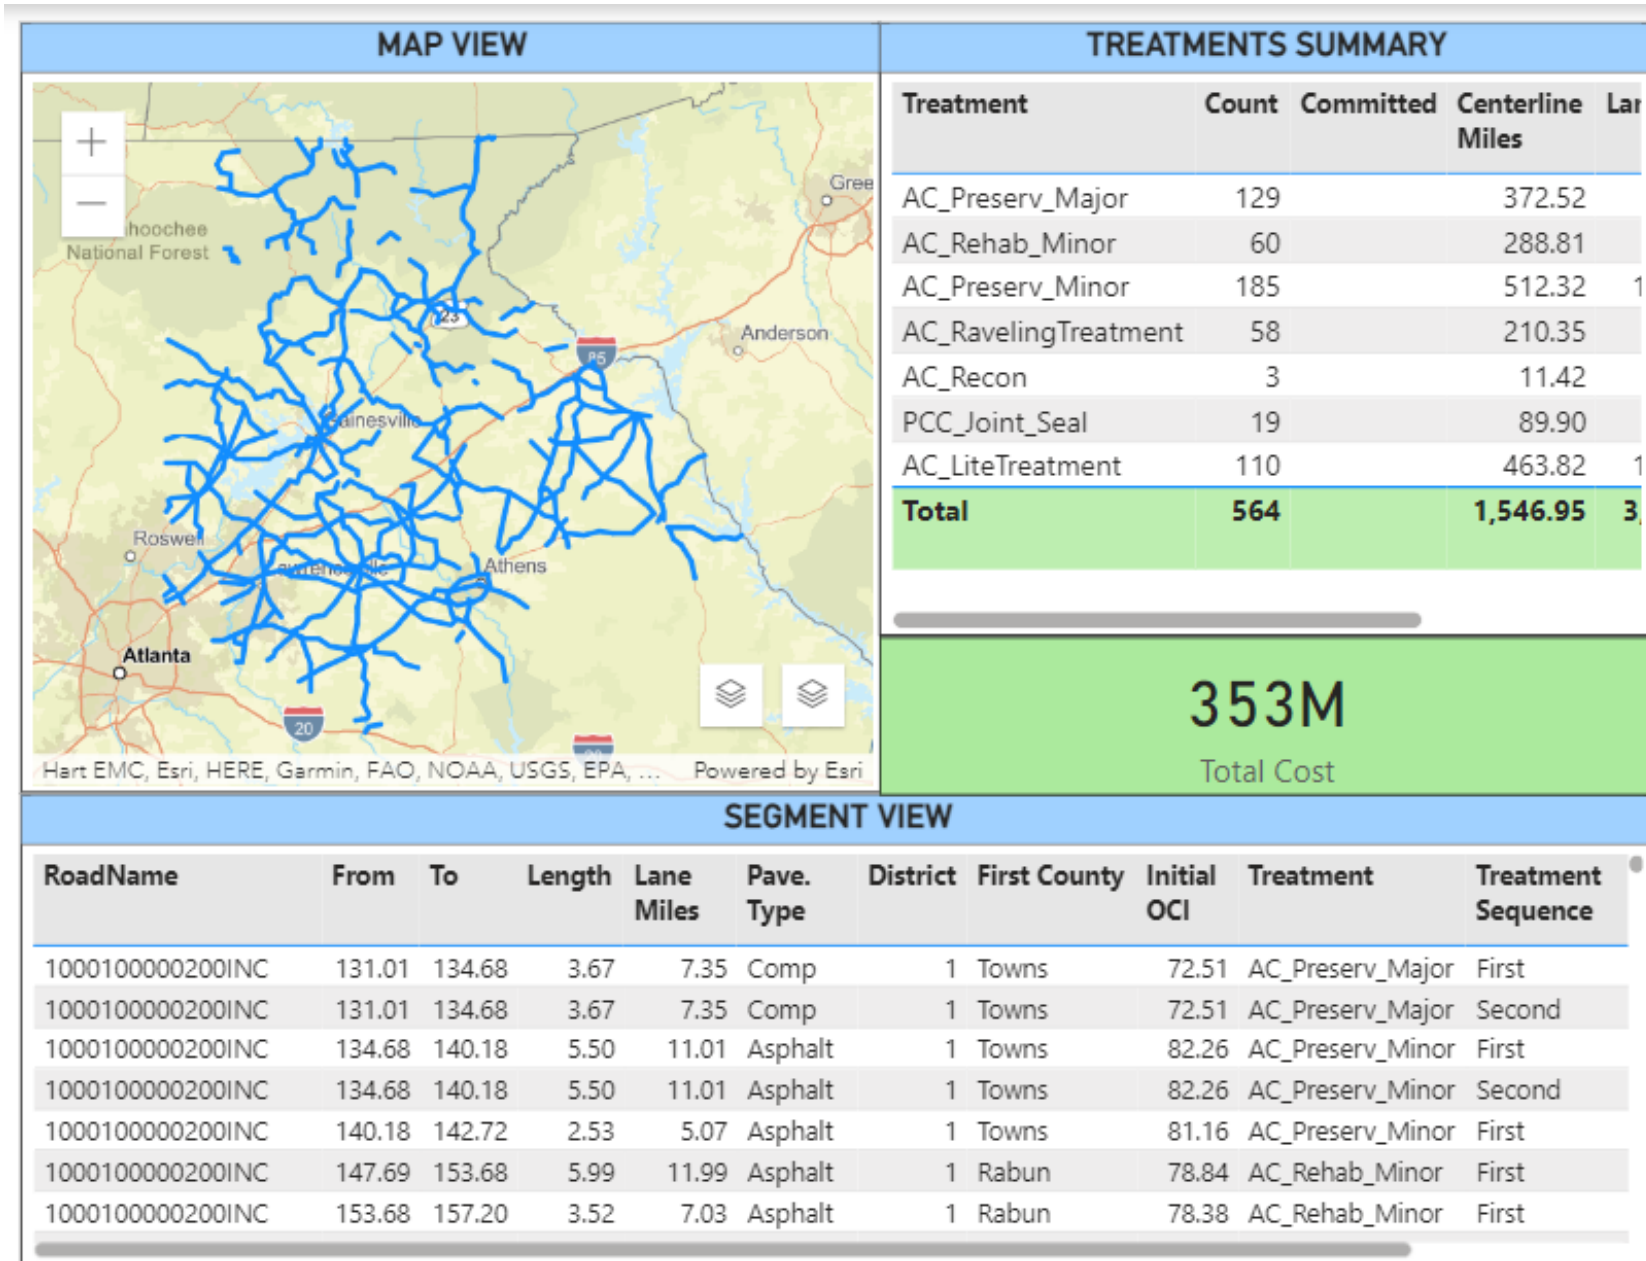 MAP VIEW
TREATMENTS SUMMARY
+
−
hoochee
National Forest
23
85
Gree
Anderson
ainesville
Roswell
Athens
Atlanta
20
Hart EMC, Esri, HERE, Garmin, FAO, NOAA, USGS, EPA, ... Powered by Esri
Treatment Count Committed Centerline Miles Lar
AC_Preserv_Major 129 372.52
AC_Rehab_Minor 60 288.81
AC_Preserv_Minor 185 512.32 1
AC_RavelingTreatment 58 210.35
AC_Recon 3 11.42
PCC_Joint_Seal 19 89.90
AC_LiteTreatment 110 463.82 1
Total 564 1,546.95 3,
353M
Total Cost
SEGMENT VIEW
RoadName From To Length Lane Miles Pave. Type District First County Initial OCI Treatment Treatment Sequence
1000100000200INC 131.01 134.68 3.67 7.35 Comp 1 Towns 72.51 AC_Preserv_Major First
1000100000200INC 131.01 134.68 3.67 7.35 Comp 1 Towns 72.51 AC_Preserv_Major Second
1000100000200INC 134.68 140.18 5.50 11.01 Asphalt 1 Towns 82.26 AC_Preserv_Minor First
1000100000200INC 134.68 140.18 5.50 11.01 Asphalt 1 Towns 82.26 AC_Preserv_Minor Second
1000100000200INC 140.18 142.72 2.53 5.07 Asphalt 1 Towns 81.16 AC_Preserv_Minor First
1000100000200INC 147.69 153.68 5.99 11.99 Asphalt 1 Rabun 78.84 AC_Rehab_Minor First
1000100000200INC 153.68 157.20 3.52 7.03 Asphalt 1 Rabun 78.38 AC_Rehab_Minor First